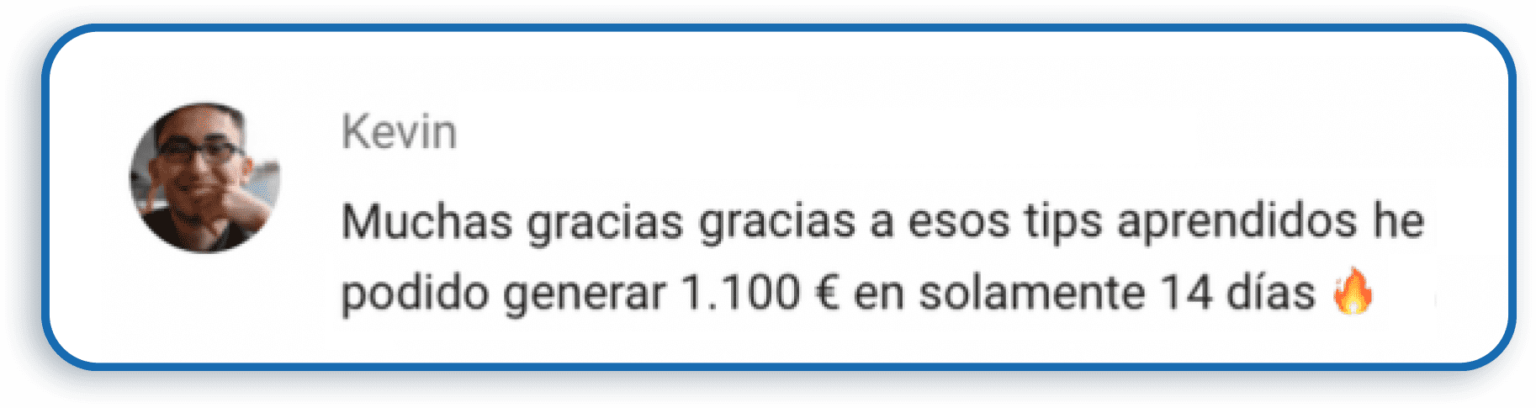 Kevin
Muchas gracias gracias a esos tips aprendidos he
podido generar 1.100 € en solamente 14 días 🔥